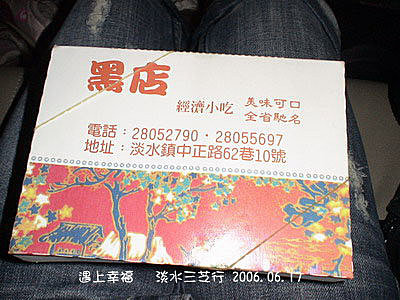 黑店
經濟小吃
美味可口
全省馳名
電話：28052790・28055697
地址：淡水鎮中正路62巷10號
遇上幸福 淡水三芝行 2006.06.17